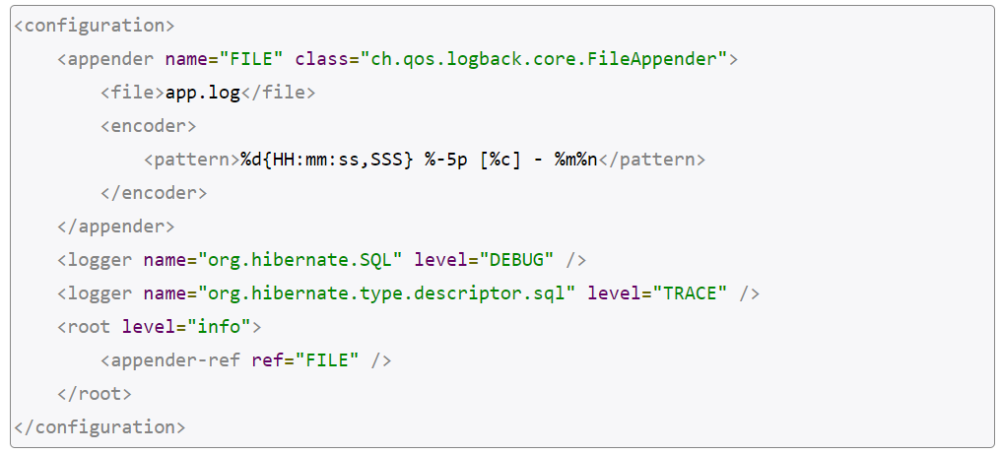 <configuration>
    <appender name="FILE" class="ch.qos.logback.core.FileAppender">
        <file>app.log</file>
        <encoder>
            <pattern>%d{HH:mm:ss,SSS} %-5p [%c] - %m%n</pattern>
        </encoder>
    </appender>
    <logger name="org.hibernate.SQL" level="DEBUG" />
    <logger name="org.hibernate.type.descriptor.sql" level="TRACE" />
    <root level="info">
        <appender-ref ref="FILE" />
    </root>
</configuration>